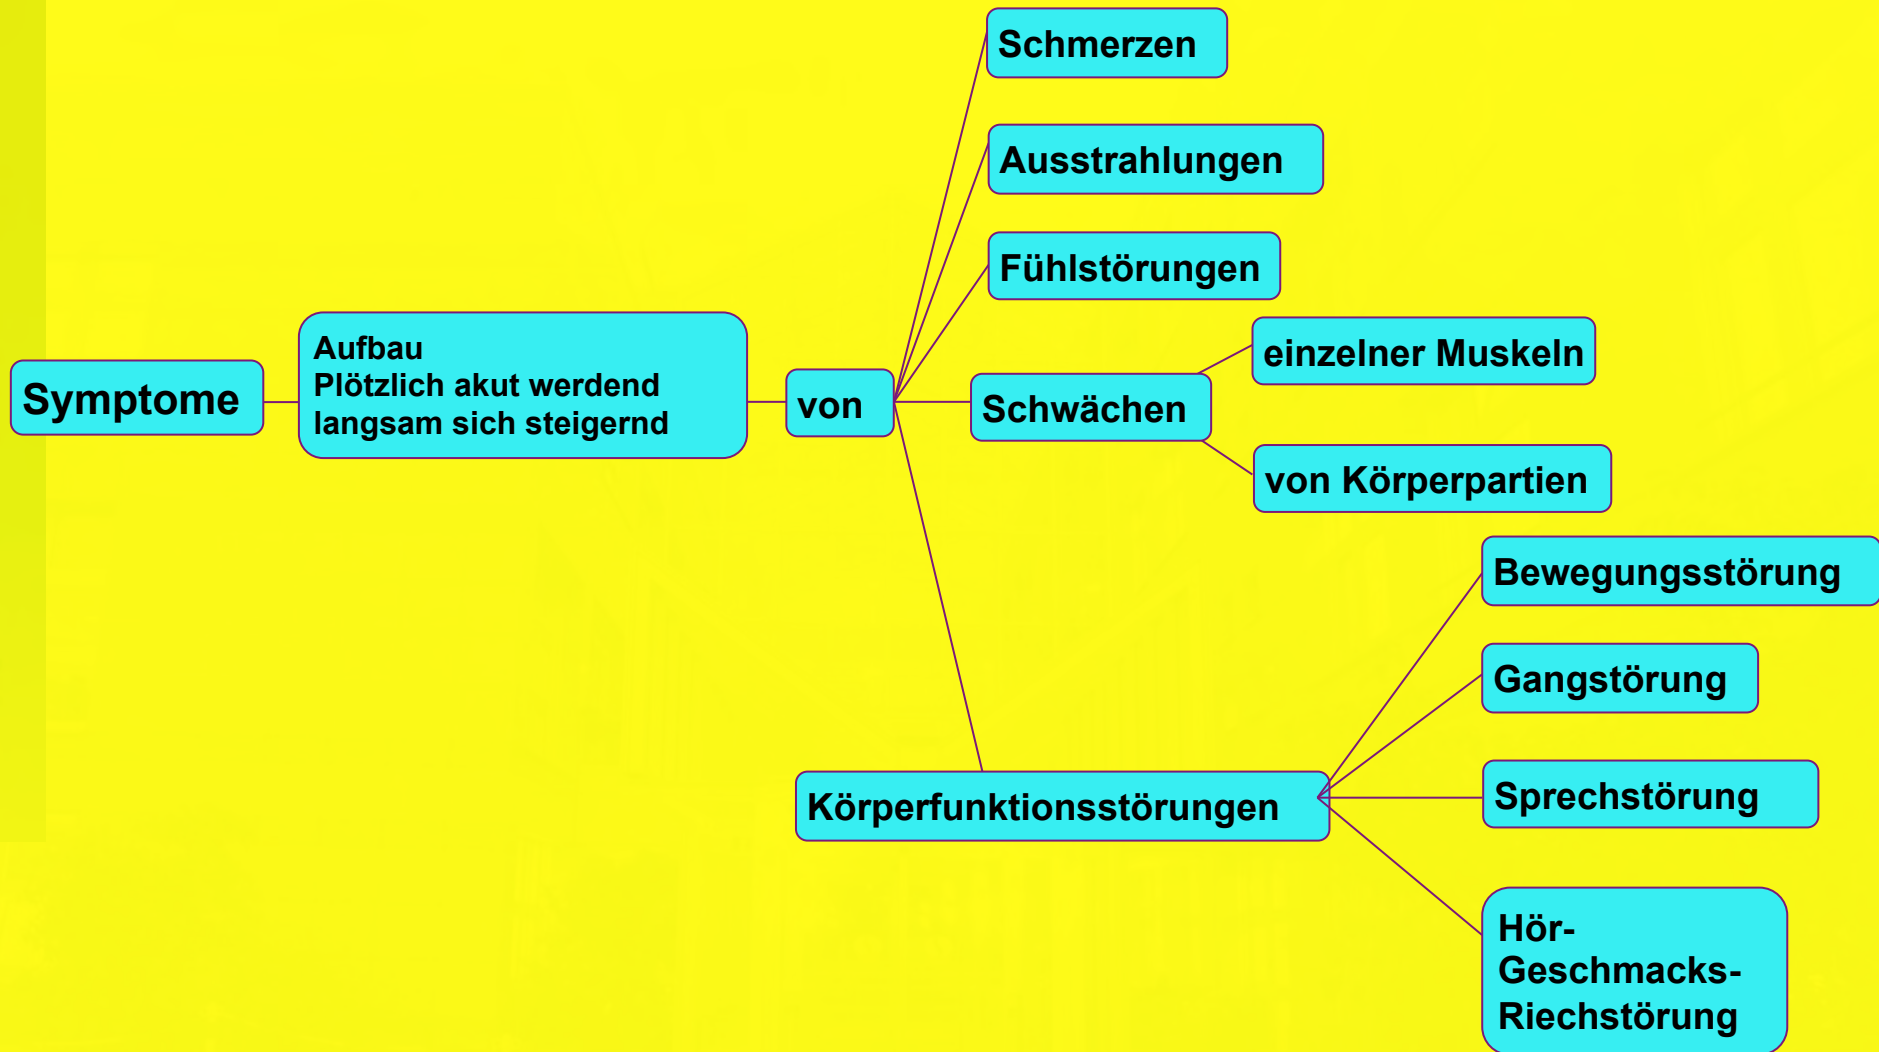 Schmerzen
Ausstrahlungen
Fühlstörungen
einzelner Muskeln
Aufbau
Plötzlich akut werdend
langsam sich steigernd
Symptome
von
Schwächen
von Körperpartien
Bewegungsstörung
Gangstörung
Körperfunktionsstörungen
Sprechstörung
Hör-
Geschmacks-
Riechstörung